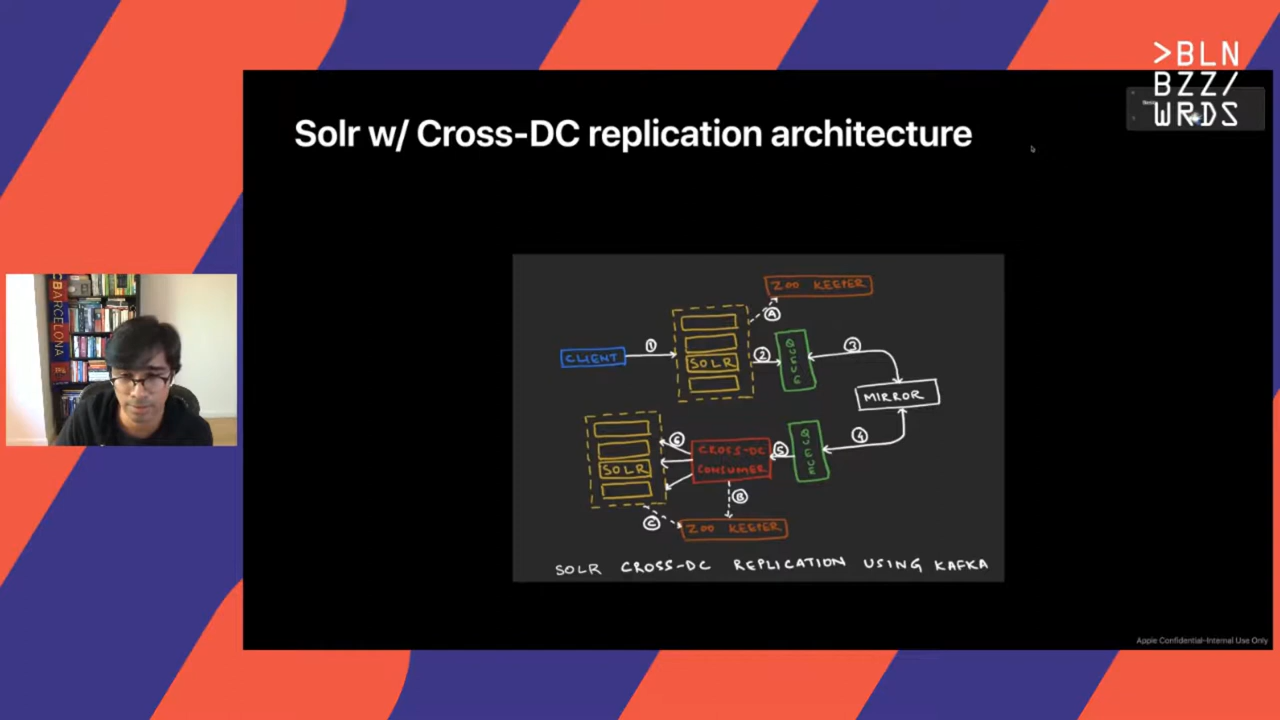 >BLN
BZZ/
WRDS
Solr w/ Cross-DC replication architecture
ZOO KEEPER
A
CLIENT
1
SOLR
2
QUEUE
3
MIRROR
4
QUEUE
5
CROSS-DC
CONSUMER
6
SOLR
B
C
ZOO KEEPER
SOLR CROSS-DC REPLICATION USING KAFKA
CB
BARCELONA
Apple Confidential–Internal Use Only